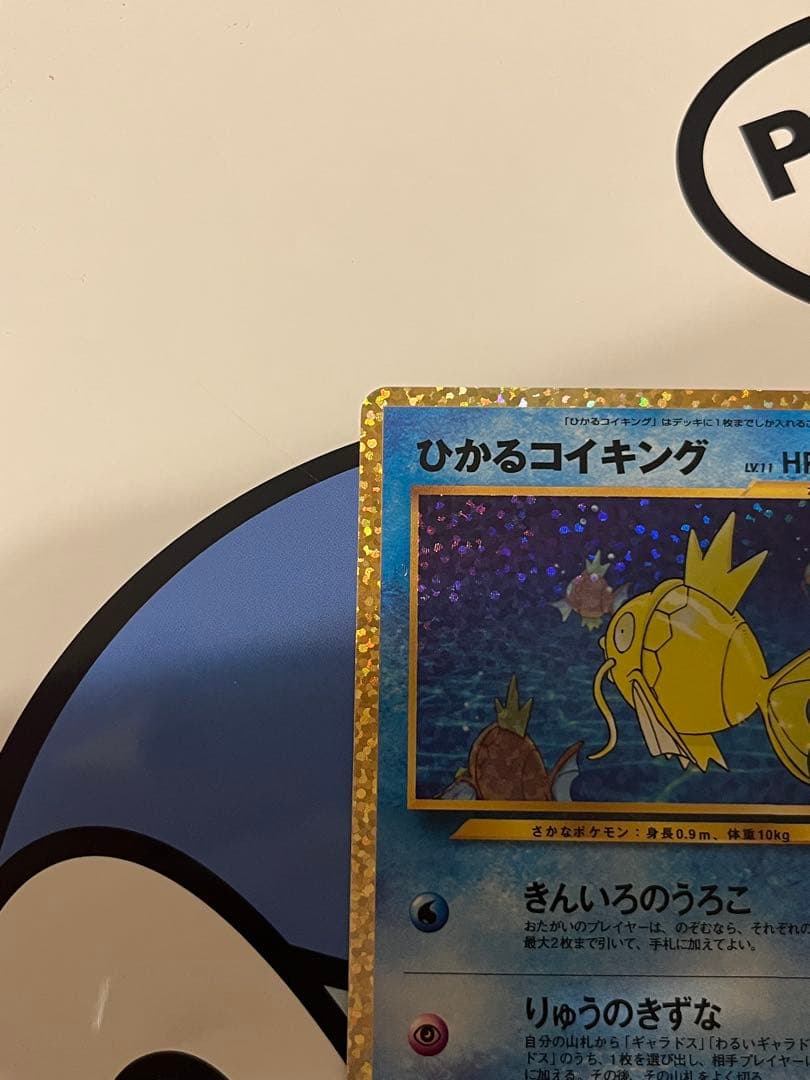 P
「ひかるコイキング」はデッキに1枚までしか入れるこ
ひかるコイキング LV.11 HP
さかなポケモン：身長0.9m、体重10kg
きんいろのうろこ
おたがいのプレイヤーは、のぞむなら、それぞれの
最大2枚まで引いて、手札に加えてよい。
りゅうのきずな
自分の山札から「ギャラドス」「わるいギャラド
ドス」のうち、1枚を選び出し、相手プレイヤーに
に加える。その後、その山札をよく切る。